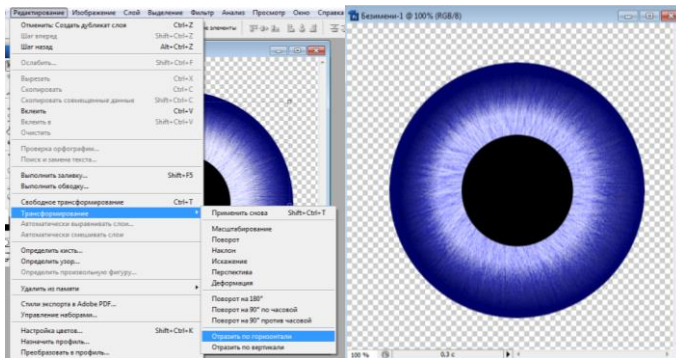 Редактирование Изображение Слой Выделение Фильтр Анализ Просмотр Окно Справка
Отменить: Создать дубликат слоя Ctrl+Z
Шаг вперед Shift+Ctrl+Z
Шаг назад Alt+Ctrl+Z
Ослабить... Shift+Ctrl+F
Вырезать Ctrl+X
Скопировать Ctrl+C
Скопировать совмещенные данные Shift+Ctrl+C
Вклеить Ctrl+V
Вклеить в Shift+Ctrl+V
Очистить
Проверка орфографии...
Поиск и замена текста...
Выполнить заливку... Shift+F5
Выполнить обводку...
Свободное трансформирование Ctrl+T
Трансформирование
Автоматически выравнивать слои...
Автоматически смешивать слои
Определить кисть...
Определить узор...
Определить произвольную фигуру...
Удалить из памяти
Стили экспорта в Adobe PDF...
Управление наборами...
Настройка цветов... Shift+Ctrl+K
Назначить профиль...
Преобразовать в профиль...
Применить снова Shift+Ctrl+T
Масштабирование
Поворот
Наклон
Искажение
Перспектива
Деформация
Поворот на 180°
Поворот на 90° по часовой
Поворот на 90° против часовой
Отразить по горизонтали
Отразить по вертикали
Безимени-1 @ 100% (RGB/8)
100 % 0,3 с